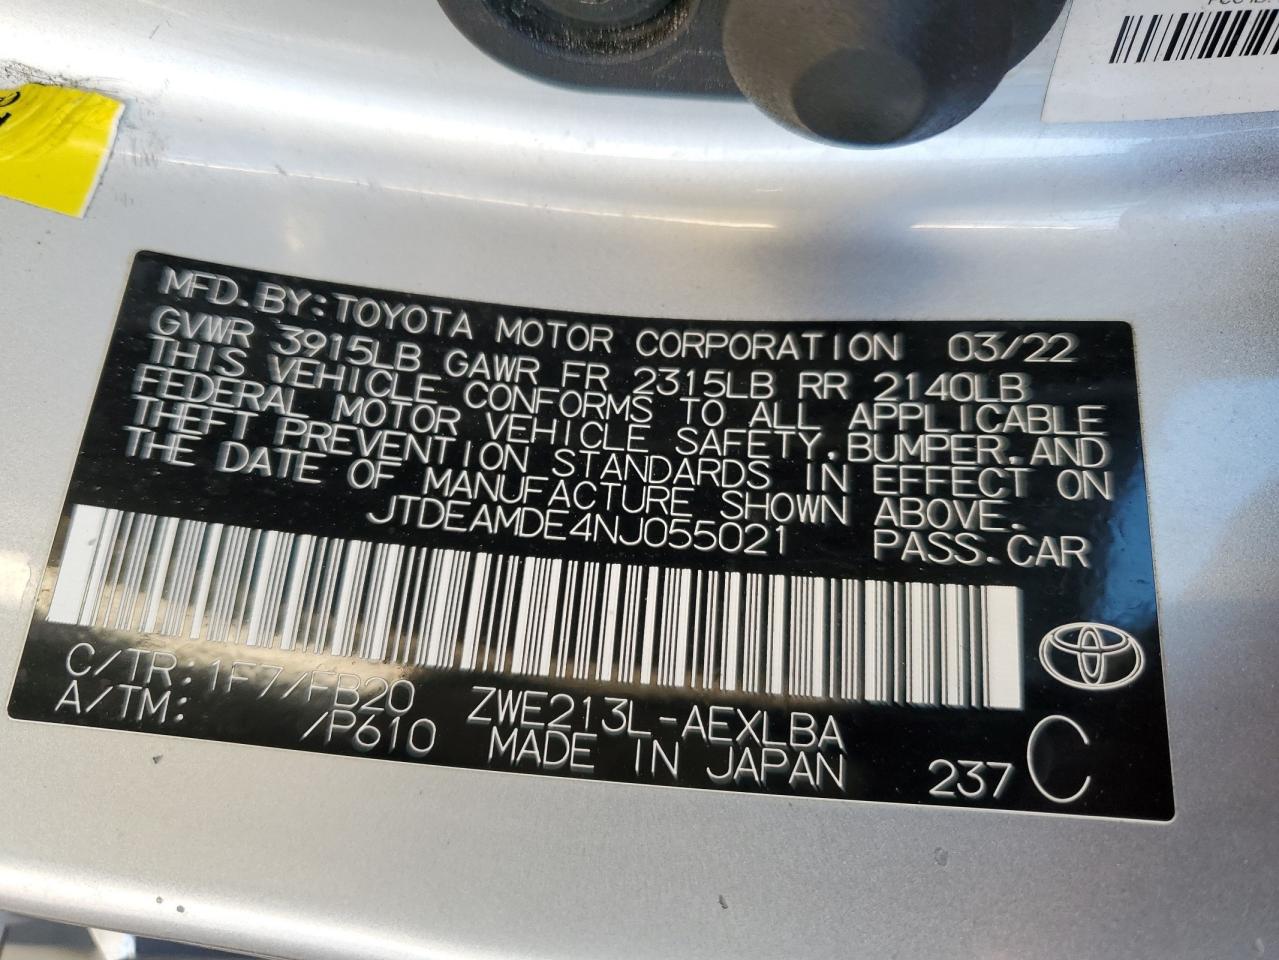 MFD.BY:TOYOTA MOTOR CORPORATION 03/22
GVWR 3915LB GAWR FR 2315LB RR 2140LB
THIS VEHICLE CONFORMS TO ALL APPLICABLE
FEDERAL MOTOR VEHICLE SAFETY.BUMPER.AND
THEFT PREVENTION STANDARDS IN EFFECT ON
THE DATE OF MANUFACTURE SHOWN ABOVE.
JTDEAMDE4NJ055021 PASS.CAR
C/TR:1F7/FB20 ZWE213L-AEXLBA
A/TM: /P610 MADE IN JAPAN 237 C